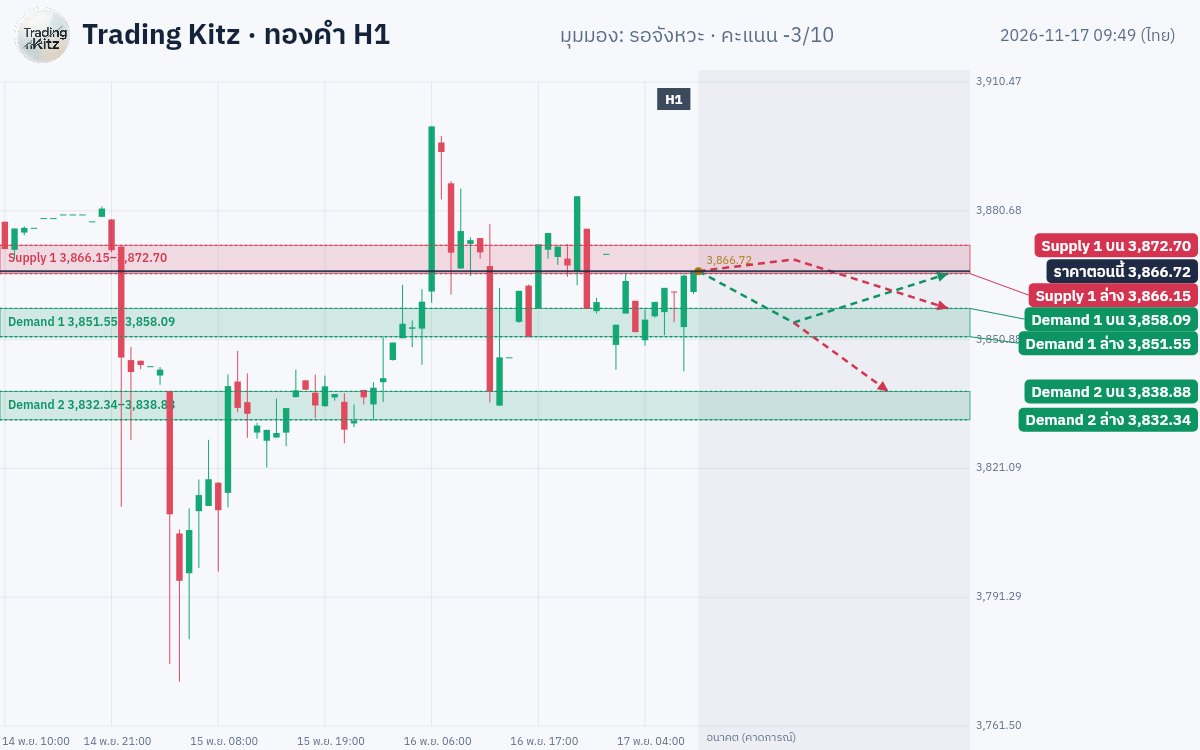 Trading Kitz
Trading Kitz · ทองคำ H1
มุมมอง: รอจังหวะ · คะแนน -3/10
2026-11-17 09:49 (ไทย)
H1
3,910.47
3,880.68
3,850.88
3,821.09
3,791.29
3,761.50
Supply 1 3,866.15–3,872.70
Demand 1 3,851.55–3,858.09
Demand 2 3,832.34–3,838.88
3,866.72
Supply 1 บน 3,872.70
ราคาตอนนี้ 3,866.72
Supply 1 ล่าง 3,866.15
Demand 1 บน 3,858.09
Demand 1 ล่าง 3,851.55
Demand 2 บน 3,838.88
Demand 2 ล่าง 3,832.34
14 พ.ย. 10:00
14 พ.ย. 21:00
15 พ.ย. 08:00
15 พ.ย. 19:00
16 พ.ย. 06:00
16 พ.ย. 17:00
17 พ.ย. 04:00
อนาคต (คาดการณ์)